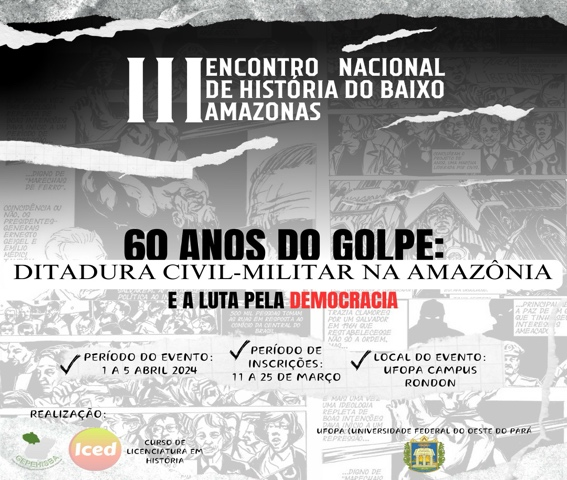 III ENCONTRO NACIONAL
DE HISTÓRIA DO BAIXO
AMAZONAS
60 ANOS DO GOLPE:
DITADURA CIVIL-MILITAR NA AMAZÔNIA
E A LUTA PELA DEMOCRACIA
PERÍODO DO EVENTO:
1 A 5 ABRIL 2024
PERÍODO DE
INSCRIÇÕES:
11 A 25 DE MARÇO
LOCAL DO EVENTO:
UFOPA CAMPUS
RONDON
REALIZAÇÃO:
Iced
CURSO DE
LICENCIATURA EM
HISTÓRIA
UFOPA (UNIVERSIDADE FEDERAL DO OESTE DO PARÁ